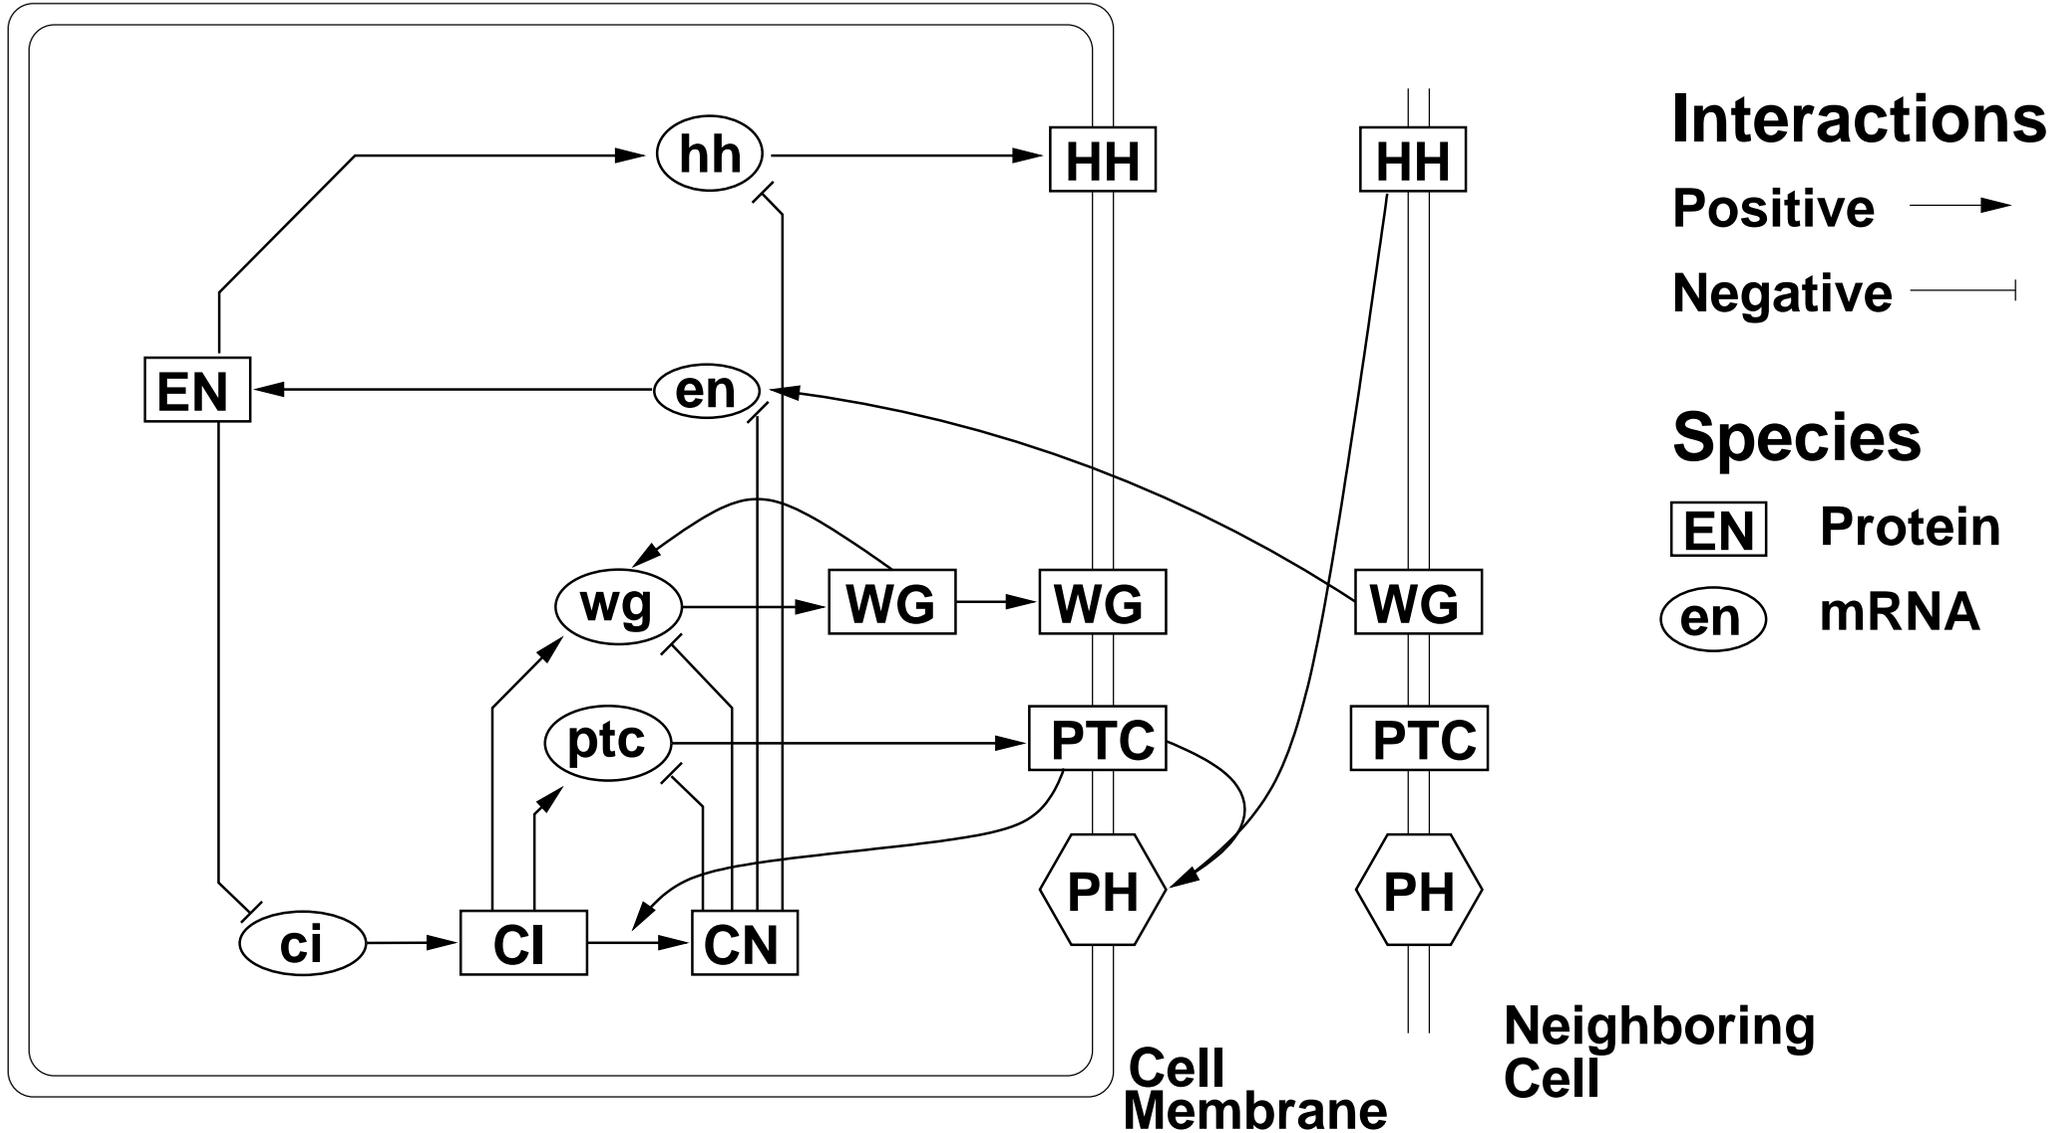 hh
HH
HH
EN
en
wg
WG
WG
WG
ptc
PTC
PTC
PH
PH
ci
CI
CN
Cell
Membrane
Neighboring
Cell
Interactions
Positive
Negative
Species
EN Protein
en mRNA